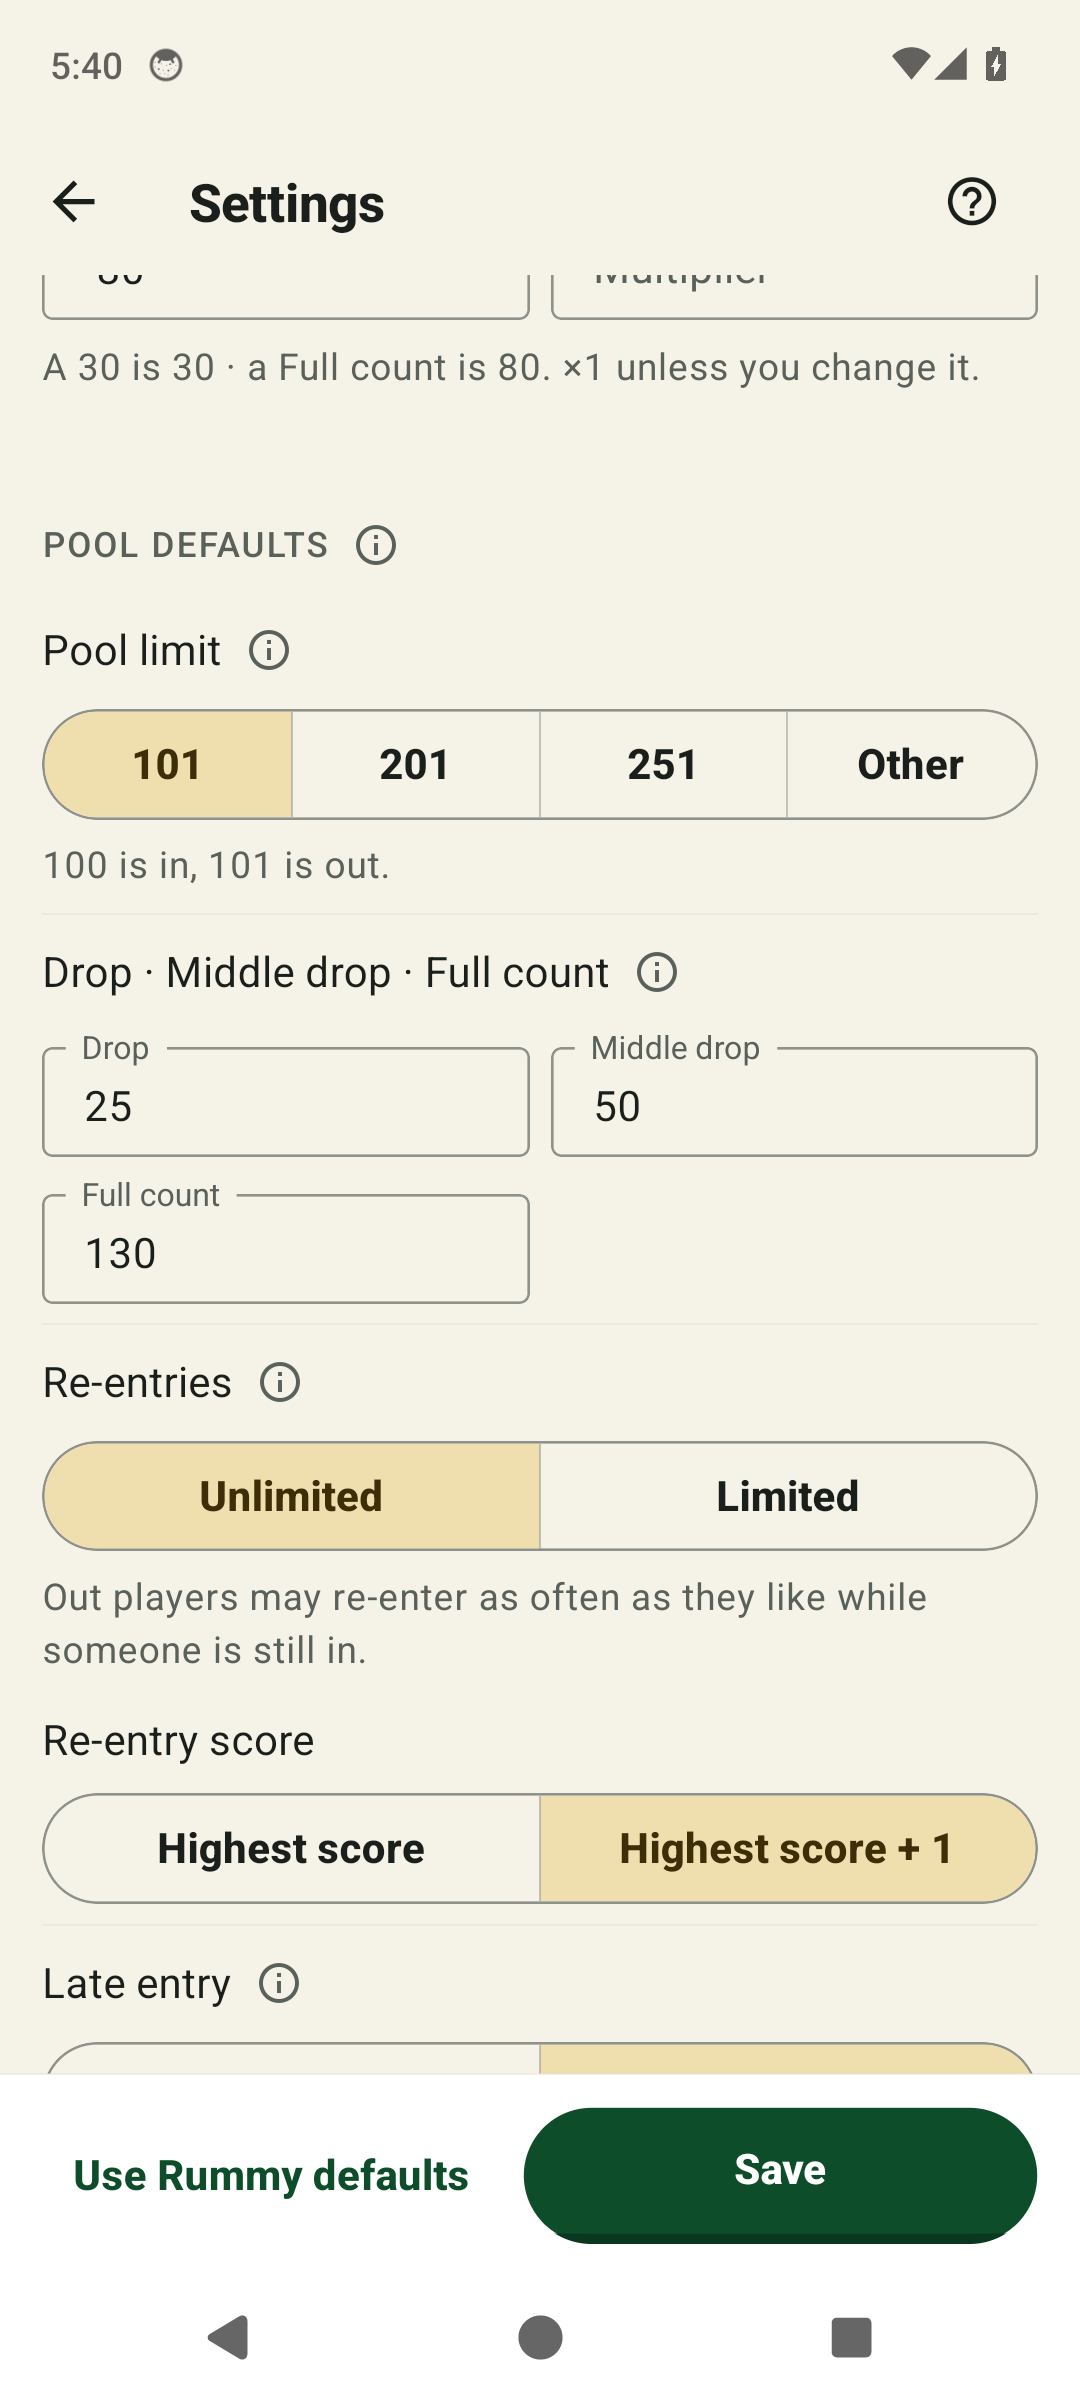 5:40
Settings
A 30 is 30 · a Full count is 80. ×1 unless you change it.
POOL DEFAULTS
Pool limit
101
201
251
Other
100 is in, 101 is out.
Drop · Middle drop · Full count
Drop
Middle drop
25
50
Full count
130
Re-entries
Unlimited
Limited
Out players may re-enter as often as they like while
someone is still in.
Re-entry score
Highest score
Highest score + 1
Late entry
Use Rummy defaults
Save